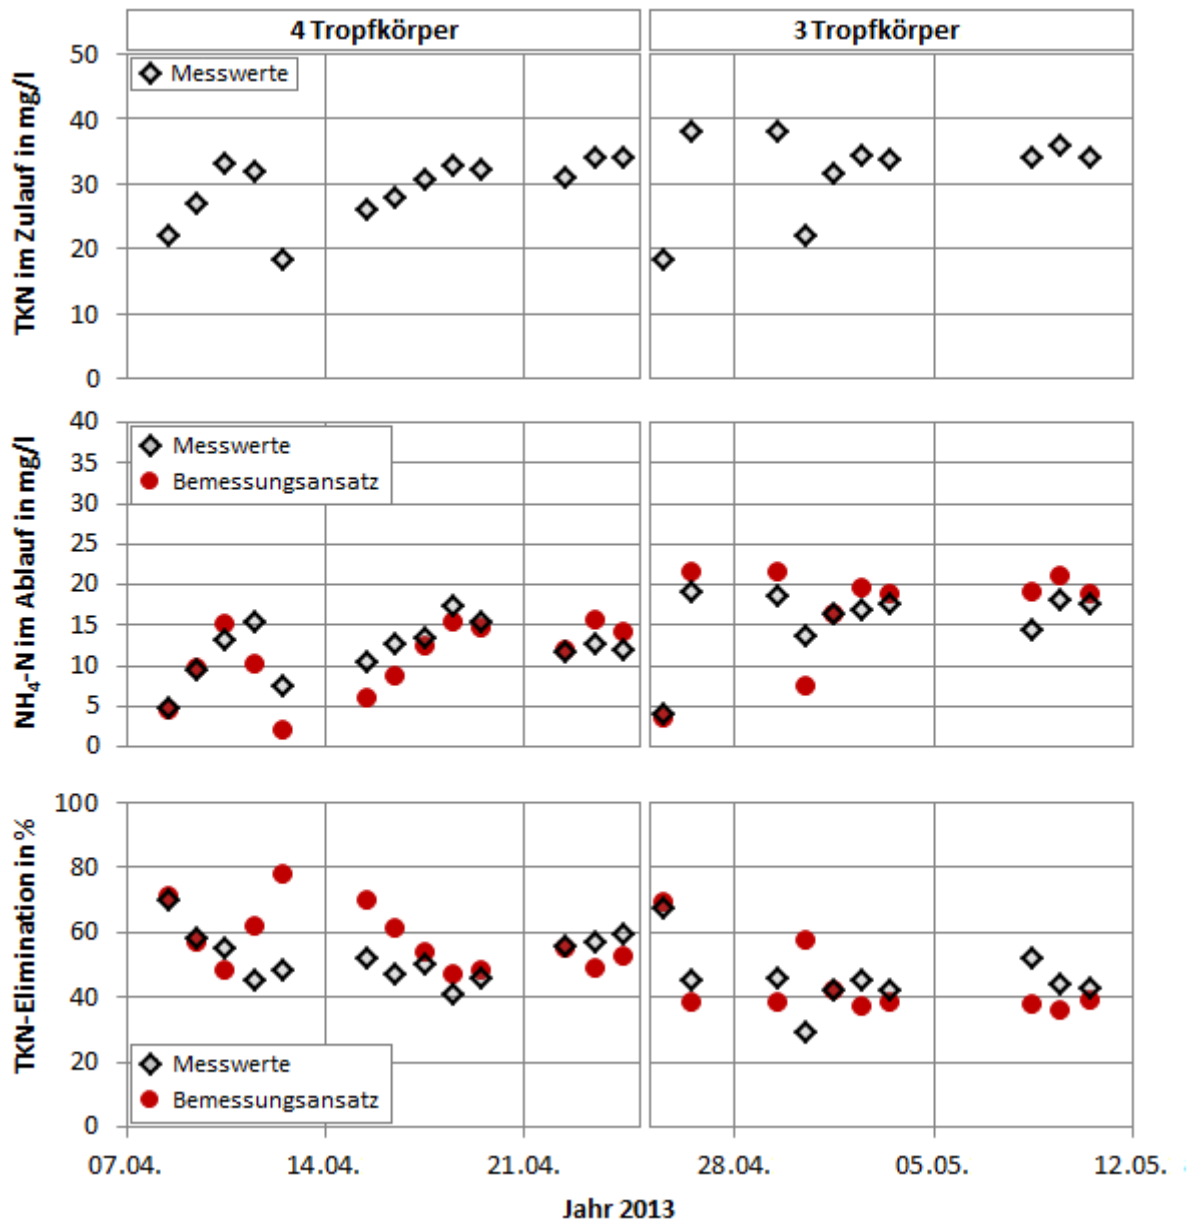 4 Tropfkörper
3 Tropfkörper
TKN im Zulauf in mg/l
50
40
30
20
10
0
Messwerte
NH₄-N im Ablauf in mg/l
40
35
30
25
20
15
10
5
0
Messwerte
Bemessungsansatz
TKN-Elimination in %
100
80
60
40
20
0
Messwerte
Bemessungsansatz
07.04.
14.04.
21.04.
28.04.
05.05.
12.05.
Jahr 2013